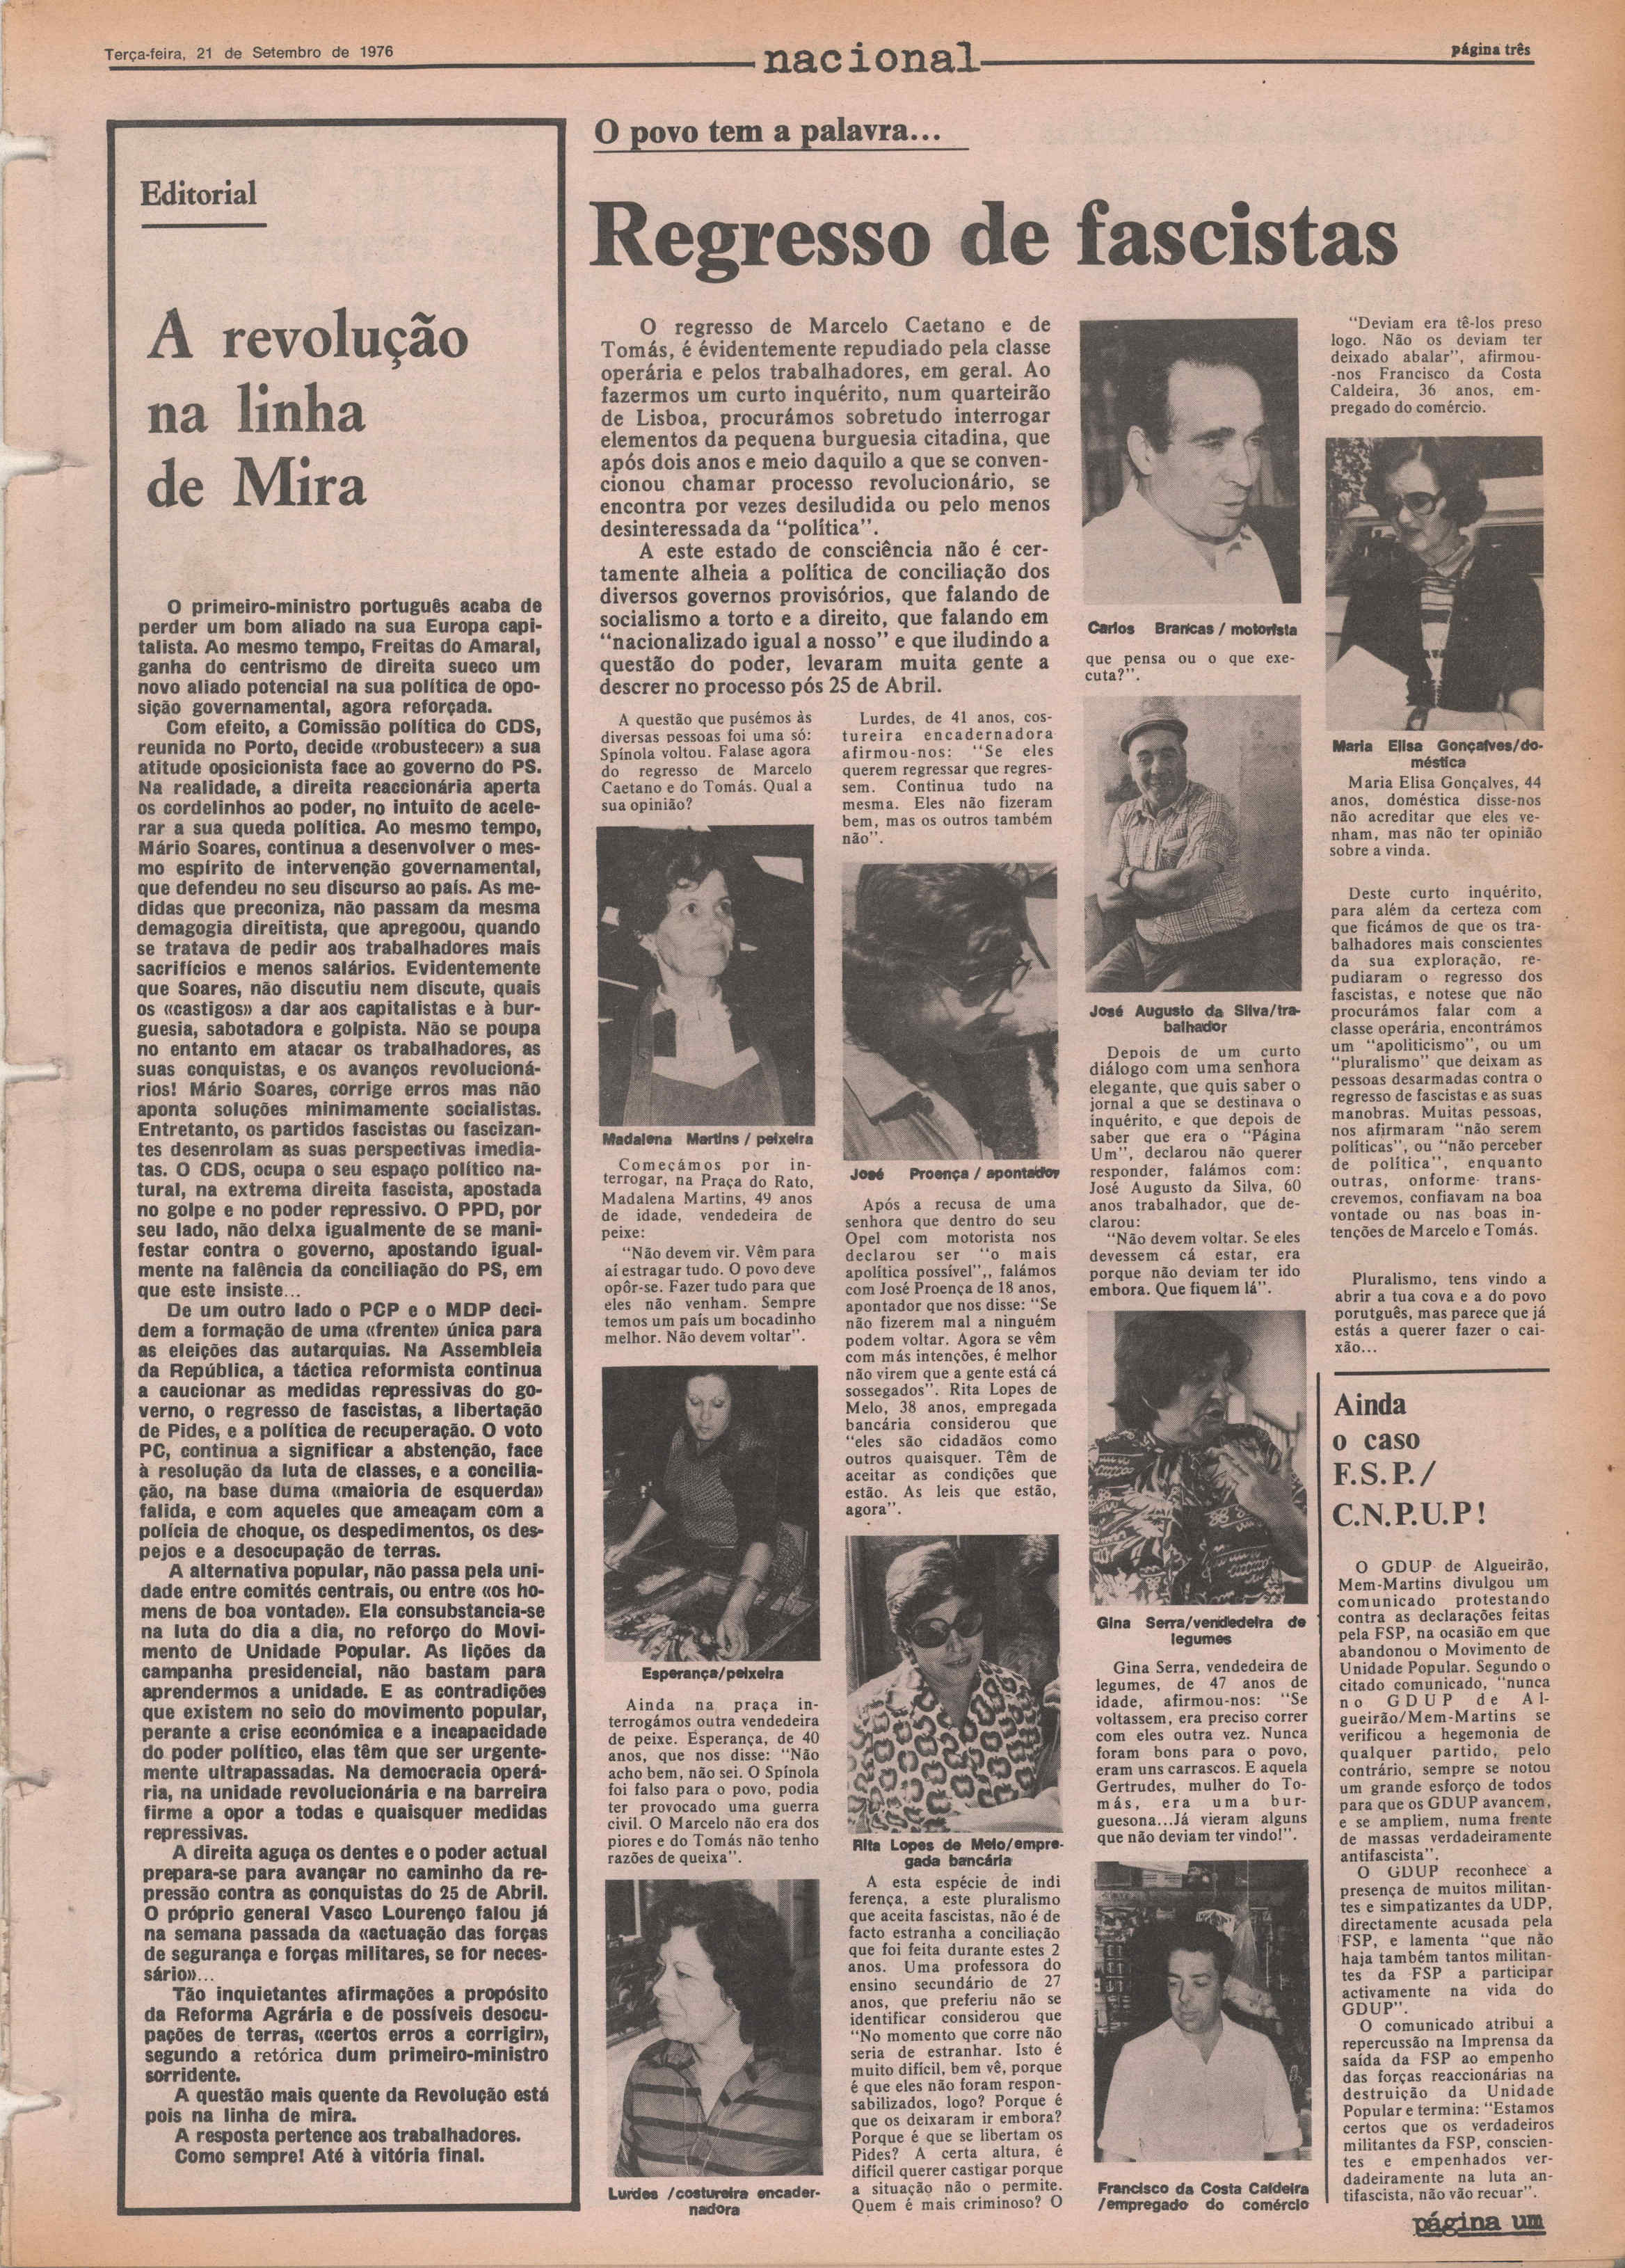 Terça-feira, 21 de Setembro de 1976
nacional
página três
Editorial
A revolução
na linha
de Mira
O primeiro-ministro português acaba de
perder um bom aliado na sua Europa capi-
talista. Ao mesmo tempo, Freitas do Amaral,
ganha do centrismo de direita sueco um
novo aliado potencial na sua política de opo-
sição governamental, agora reforçada.
Com efeito, a Comissão política do CDS,
reunida no Porto, decide «robustecer» a sua
atitude oposicionista face ao governo do PS.
Na realidade, a direita reaccionária aperta
os cordelinhos ao poder, no intuito de acele-
rar a sua queda política. Ao mesmo tempo,
Mário Soares, continua a desenvolver o mes-
mo espírito de intervenção governamental,
que defendeu no seu discurso ao país. As me-
didas que preconiza, não passam da mesma
demagogia direitista, que apregoou, quando
se tratava de pedir aos trabalhadores mais
sacrifícios e menos salários. Evidentemente
que Soares, não discutiu nem discute, quais
os «castigos» a dar aos capitalistas e à bur-
guesia, sabotadora e golpista. Não se poupa
no entanto em atacar os trabalhadores, as
suas conquistas, e os avanços revolucioná-
rios! Mário Soares, corrige erros mas não
aponta soluções minimamente socialistas.
Entretanto, os partidos fascistas ou fascizan-
tes desenrolam as suas perspectivas imedia-
tas. O CDS, ocupa o seu espaço político na-
tural, na extrema direita fascista, apostada
no golpe e no poder repressivo. O PPD, por
seu lado, não deixa igualmente de se mani-
festar contra o governo, apostando igual-
mente na falência da conciliação do PS, em
que este insiste...
De um outro lado o PCP e o MDP deci-
dem a formação de uma «frente» única para
as eleições das autarquias. Na Assembleia
da República, a táctica reformista continua
a caucionar as medidas repressivas do go-
verno, o regresso de fascistas, a libertação
de Pides, e a política de recuperação. O voto
PC, continua a significar a abstenção, face
à resolução da luta de classes, e a concilia-
ção, na base duma «maioria de esquerda»
falida, e com aqueles que ameaçam com a
polícia de choque, os despedimentos, os des-
pejos e a desocupação de terras.
A alternativa popular, não passa pela uni-
dade entre comités centrais, ou entre «os ho-
mens de boa vontade». Ela consubstancia-se
na luta do dia a dia, no reforço do Movi-
mento de Unidade Popular. As lições da
campanha presidencial, não bastam para
aprendermos a unidade. E as contradições
que existem no seio do movimento popular,
perante a crise económica e a incapacidade
do poder político, elas têm que ser urgente-
mente ultrapassadas. Na democracia operá-
ria, na unidade revolucionária e na barreira
firme a opor a todas e quaisquer medidas
repressivas.
A direita aguça os dentes e o poder actual
prepara-se para avançar no caminho da re-
pressão contra as conquistas do 25 de Abril.
O próprio general Vasco Lourenço falou já
na semana passada da «actuação das forças
de segurança e forças militares, se for neces-
sário»...
Tão inquietantes afirmações a propósito
da Reforma Agrária e de possíveis desocu-
pações de terras, «certos erros a corrigir»,
segundo a retórica dum primeiro-ministro
sorridente.
A questão mais quente da Revolução está
pois na linha de mira.
A resposta pertence aos trabalhadores.
Como sempre! Até à vitória final.
O povo tem a palavra...
Regresso de fascistas
O regresso de Marcelo Caetano e de
Tomás, é évidentemente repudiado pela classe
operária e pelos trabalhadores, em geral. Ao
fazermos um curto inquérito, num quarteirão
de Lisboa, procurámos sobretudo interrogar
elementos da pequena burguesia citadina, que
após dois anos e meio daquilo a que se conven-
cionou chamar processo revolucionário, se
encontra por vezes desiludida ou pelo menos
desinteressada da "política".
A este estado de consciência não é cer-
tamente alheia a política de conciliação dos
diversos governos provisórios, que falando de
socialismo a torto e a direito, que falando em
"nacionalizado igual a nosso" e que iludindo a
questão do poder, levaram muita gente a
descrer no processo pós 25 de Abril.
A questão que pusémos às
diversas pessoas foi uma só:
Spínola voltou. Falase agora
do regresso de Marcelo
Caetano e do Tomás. Qual a
sua opinião?
Madalena Martins / peixeira
Começámos por in-
terrogar, na Praça do Rato,
Madalena Martins, 49 anos
de idade, vendedeira de
peixe:
"Não devem vir. Vêm para
aí estragar tudo. O povo deve
opôr-se. Fazer tudo para que
eles não venham. Sempre
temos um país um bocadinho
melhor. Não devem voltar".
Esperança/peixeira
Ainda na praça in-
terrogámos outra vendedeira
de peixe. Esperança, de 40
anos, que nos disse: "Não
acho bem, não sei. O Spínola
foi falso para o povo, podia
ter provocado uma guerra
civil. O Marcelo não era dos
piores e do Tomás não tenho
razões de queixa".
Lurdes /costureira encader-
nadora
Lurdes, de 41 anos, cos-
tureira encadernadora
afirmou-nos: "Se eles
querem regressar que regres-
sem. Continua tudo na
mesma. Eles não fizeram
bem, mas os outros também
não".
José Proença / apontador
Após a recusa de uma
senhora que dentro do seu
Opel com motorista nos
declarou ser "o mais
apolítica possível",, falámos
com José Proença de 18 anos,
apontador que nos disse: "Se
não fizerem mal a ninguém
podem voltar. Agora se vêm
com más intenções, é melhor
não virem que a gente está cá
sossegados". Rita Lopes de
Melo, 38 anos, empregada
bancária considerou que
"eles são cidadãos como
outros quaisquer. Têm de
aceitar as condições que
estão. As leis que estão,
agora".
Rita Lopes de Melo/empre-
gada bancária
A esta espécie de indi
ferença, a este pluralismo
que aceita fascistas, não é de
facto estranha a conciliação
que foi feita durante estes 2
anos. Uma professora do
ensino secundário de 27
anos, que preferiu não se
identificar considerou que
"No momento que corre não
seria de estranhar. Isto é
muito difícil, bem vê, porque
é que eles não foram respon-
sabilizados, logo? Porque é
que os deixaram ir embora?
Porque é que se libertam os
Pides? A certa altura, é
difícil querer castigar porque
a situação não o permite.
Quem é mais criminoso? O
Carlos Brancas / motorista
que pensa ou o que exe-
cuta?".
José Augusto da Silva/tra-
balhador
Depois de um curto
diálogo com uma senhora
elegante, que quis saber o
jornal a que se destinava o
inquérito, e que depois de
saber que era o "Página
Um", declarou não querer
responder, falámos com:
José Augusto da Silva, 60
anos trabalhador, que de-
clarou:
"Não devem voltar. Se eles
devessem cá estar, era
porque não deviam ter ido
embora. Que fiquem lá".
Gina Serra/vendedeira de
legumes
Gina Serra, vendedeira de
legumes, de 47 anos de
idade, afirmou-nos: "Se
voltassem, era preciso correr
com eles outra vez. Nunca
foram bons para o povo,
eram uns carrascos. E aquela
Gertrudes, mulher do To-
más, era uma bur-
guesona...Já vieram alguns
que não deviam ter vindo!".
Francisco da Costa Caldeira
/empregado do comércio
"Deviam era tê-los preso
logo. Não os deviam ter
deixado abalar", afirmou-
-nos Francisco da Costa
Caldeira, 36 anos, em-
pregado do comércio.
Maria Elisa Gonçalves/do-
méstica
Maria Elisa Gonçalves, 44
anos, doméstica disse-nos
não acreditar que eles ve-
nham, mas não ter opinião
sobre a vinda.
Deste curto inquérito,
para além da certeza com
que ficámos de que os tra-
balhadores mais conscientes
da sua exploração, re-
pudiaram o regresso dos
fascistas, e notese que não
procurámos falar com a
classe operária, encontrámos
um "apoliticismo", ou um
"pluralismo" que deixam as
pessoas desarmadas contra o
regresso de fascistas e as suas
manobras. Muitas pessoas,
nos afirmaram "não serem
políticas", ou "não perceber
de política", enquanto
outras, onforme trans-
crevemos, confiavam na boa
vontade ou nas boas in-
tenções de Marcelo e Tomás.
Pluralismo, tens vindo a
abrir a tua cova e a do povo
porutguês, mas parece que já
estás a querer fazer o cai-
xão...
Ainda
o caso
F.S.P./
C.N.P.U.P!
O GDUP de Algueirão,
Mem-Martins divulgou um
comunicado protestando
contra as declarações feitas
pela FSP, na ocasião em que
abandonou o Movimento de
Unidade Popular. Segundo o
citado comunicado, "nunca
no GDUP de Al-
gueirão/Mem-Martins se
verificou a hegemonia de
qualquer partido, pelo
contrário, sempre se notou
um grande esforço de todos
para que os GDUP avancem,
e se ampliem, numa frente
de massas verdadeiramente
antifascista".
O GDUP reconhece a
presença de muitos militan-
tes e simpatizantes da UDP,
directamente acusada pela
FSP, e lamenta "que não
haja também tantos militan-
tes da FSP a participar
activamente na vida do
GDUP".
O comunicado atribui a
repercussão na Imprensa da
saída da FSP ao empenho
das forças reaccionárias na
destruição da Unidade
Popular e termina: "Estamos
certos que os verdadeiros
militantes da FSP, conscien-
tes e empenhados ver-
dadeiramente na luta an-
tifascista, não vão recuar".
página um